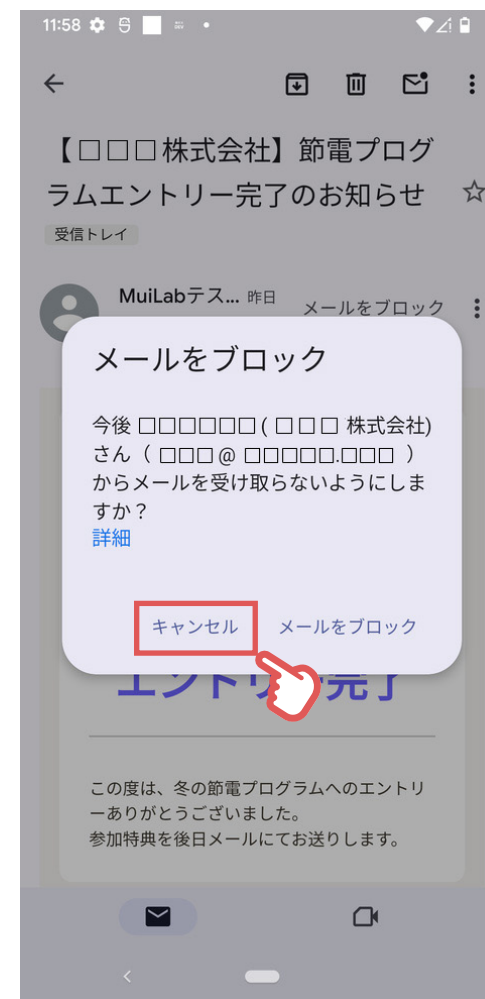 11:58
【□□□株式会社】節電プログ
ラムエントリー完了のお知らせ
受信トレイ
MuiLabテス... 昨日 メールをブロック
メールをブロック
今後 □□□□□□ ( □□□ 株式会社)
さん（ □□□@ □□□□□.□□□ ）
からメールを受け取らないようにしま
すか？
詳細
キャンセル メールをブロック
エントリー完了
この度は、冬の節電プログラムへのエントリ
ーありがとうございました。
参加特典を後日メールにてお送りします。